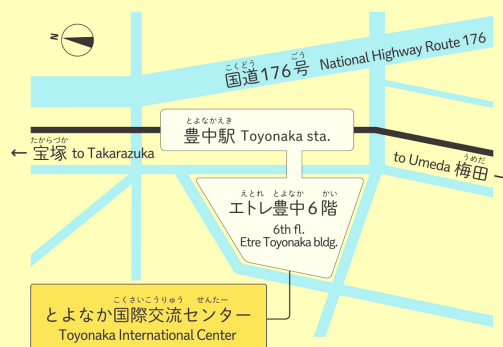 N
こくどう ごう
国道176号 National Highway Route 176
とよなかえき
豊中駅 Toyonaka sta.
たからづか
← 宝塚 to Takarazuka
うめだ
to Umeda 梅田
えとれ とよなか かい
エトレ豊中6階
6th fl.
Etre Toyonaka bldg.
こくさいこうりゅう せんたー
とよなか国際交流センター
Toyonaka International Center